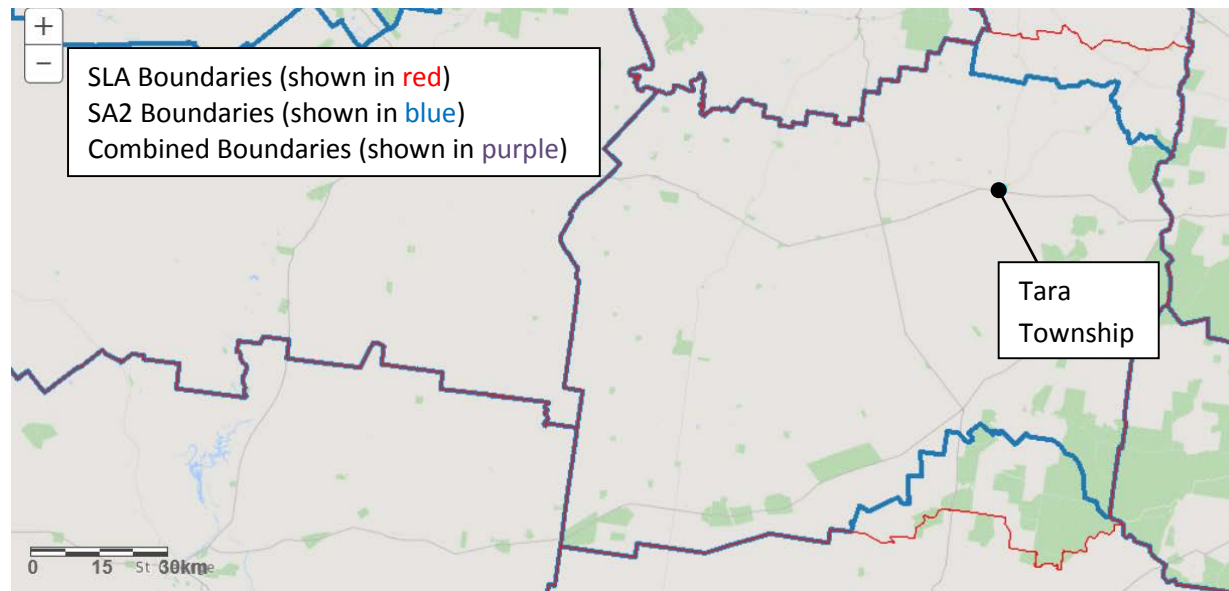 +
−
SLA Boundaries (shown in red)
SA2 Boundaries (shown in blue)
Combined Boundaries (shown in purple)
Tara
Township
0 15 30km
St